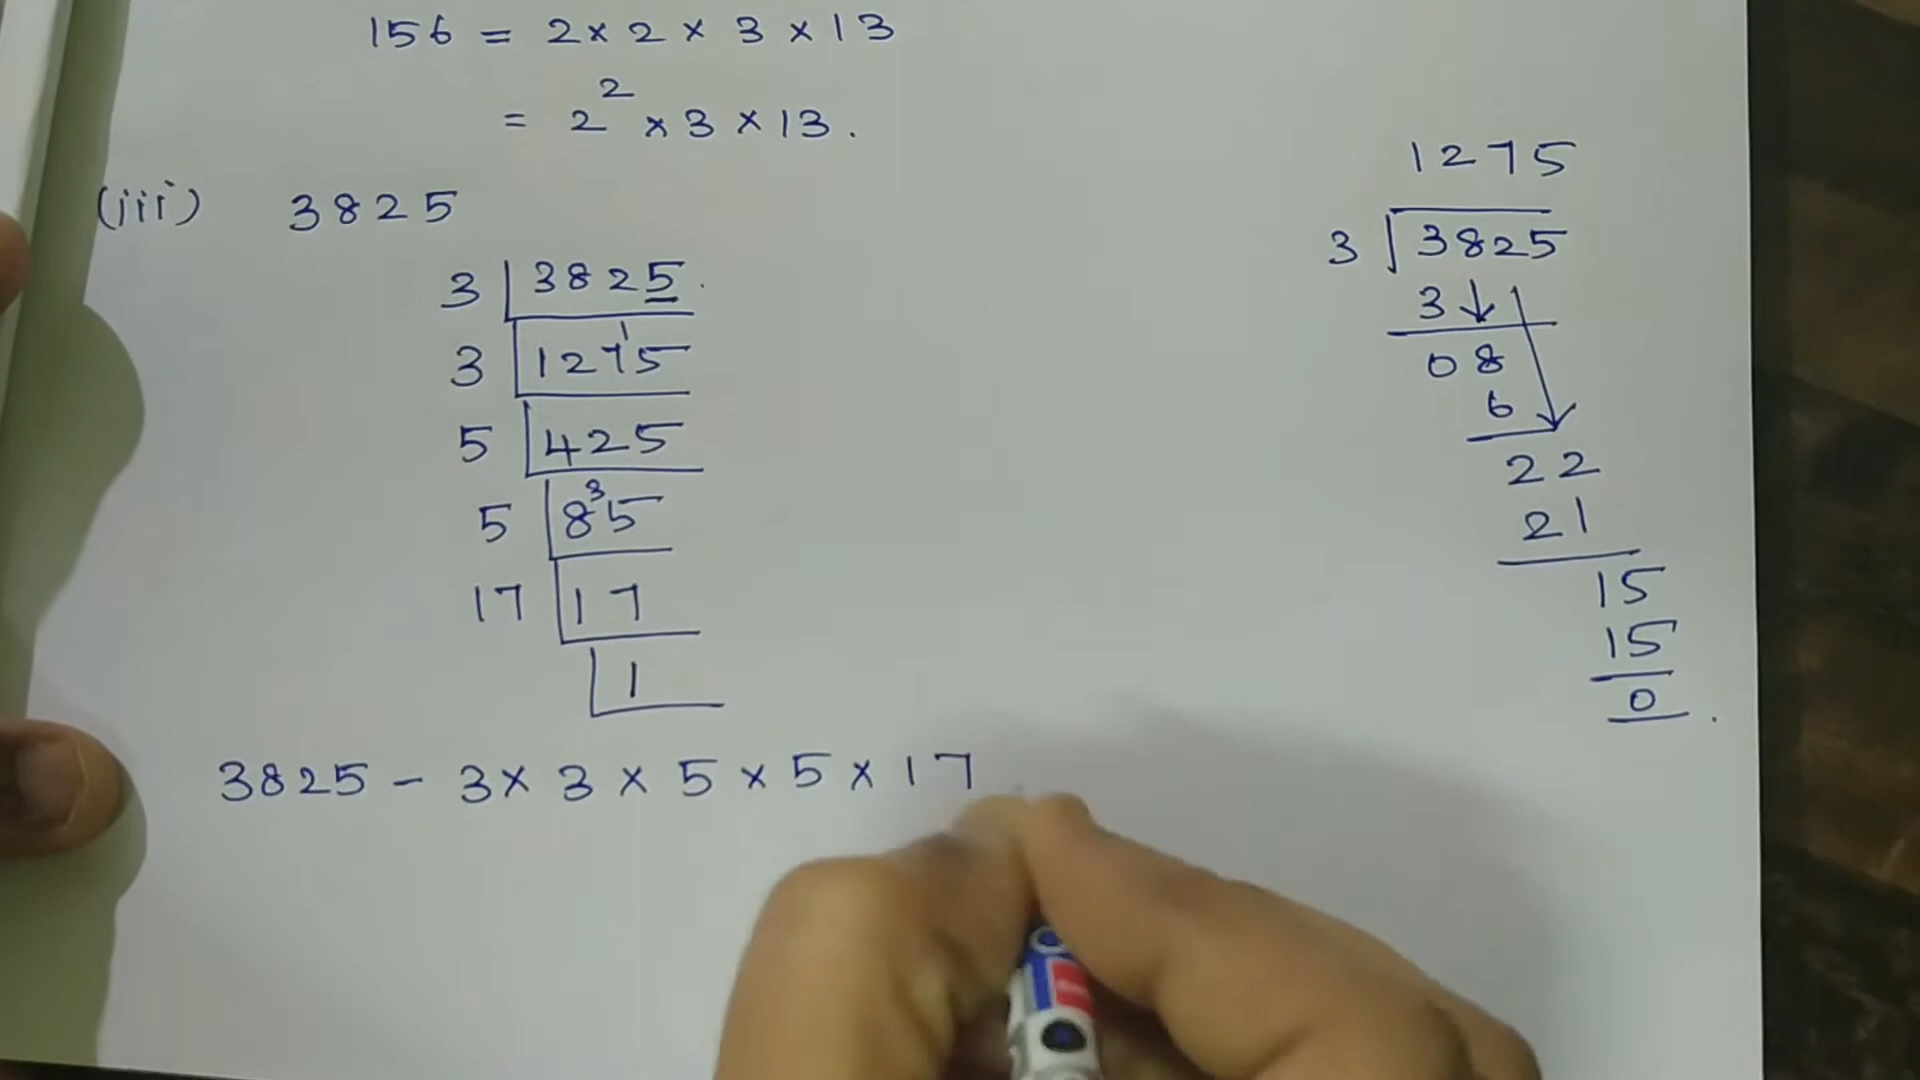 156 = 2 × 2 × 3 × 13
= 2² × 3 × 13.
(iii) 3825
3 | 3825.
3 | 1275
5 | 425
5 | 85
17 | 17
1
3825 - 3 × 3 × 5 × 5 × 17
1275
3 | 3825
3
08
6
22
21
15
15
0.